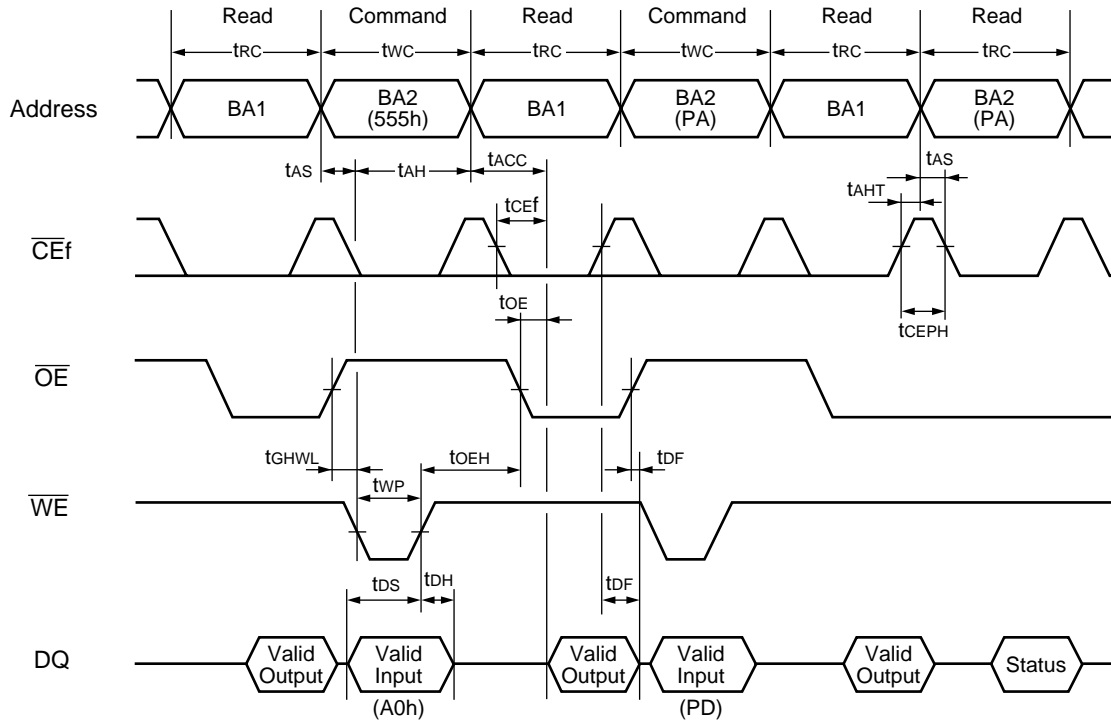 Read Command Read Command Read Read
tRC tWC tRC tWC tRC tRC
Address
BA1
BA2
(555h)
BA1
BA2
(PA)
BA1
BA2
(PA)
tAS tAH tACC tAS
tAHT
tCEf
CEf
tOE
tCEPH
OE
tGHWL tOEH tDF
tWP
WE
tDS tDH tDF
DQ
Valid
Output
Valid
Input
(A0h)
Valid
Output
Valid
Input
(PD)
Valid
Output
Status